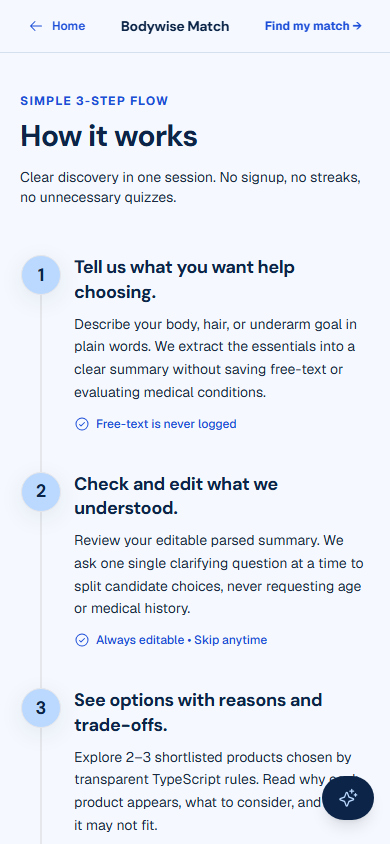 ← Home
Bodywise Match
Find my match →
SIMPLE 3-STEP FLOW
How it works
Clear discovery in one session. No signup, no streaks,
no unnecessary quizzes.
1
Tell us what you want help
choosing.
Describe your body, hair, or underarm goal in
plain words. We extract the essentials into a
clear summary without saving free-text or
evaluating medical conditions.
Free-text is never logged
2
Check and edit what we
understood.
Review your editable parsed summary. We
ask one single clarifying question at a time to
split candidate choices, never requesting age
or medical history.
Always editable • Skip anytime
3
See options with reasons and
trade-offs.
Explore 2–3 shortlisted products chosen by
transparent TypeScript rules. Read why
product appears, what to consider, and
it may not fit.